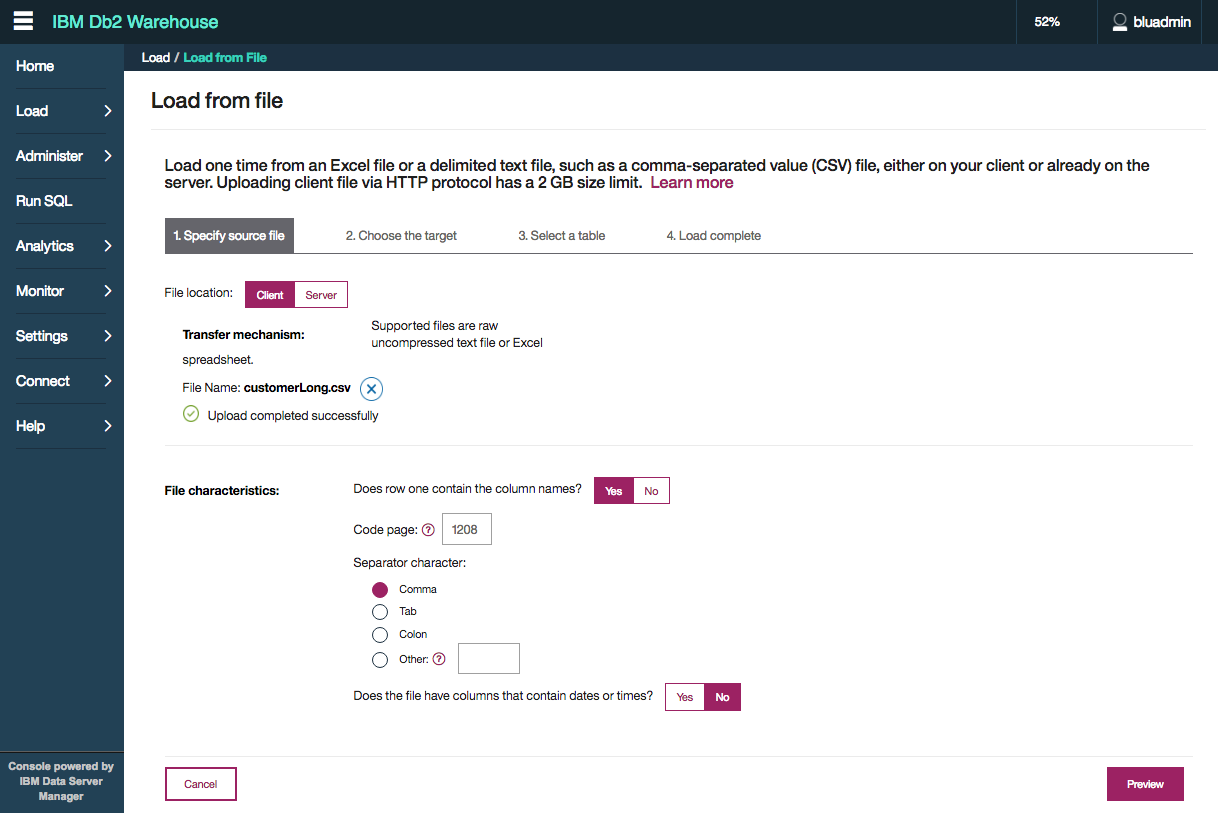 IBM Db2 Warehouse
52%
bluadmin
Home
Load
Administer
Run SQL
Analytics
Monitor
Settings
Connect
Help
Console powered by
IBM Data Server
Manager
Load / Load from File
Load from file
Load one time from an Excel file or a delimited text file, such as a comma-separated value (CSV) file, either on your client or already on the
server. Uploading client file via HTTP protocol has a 2 GB size limit. Learn more
1. Specify source file
2. Choose the target
3. Select a table
4. Load complete
File location: Client Server
Transfer mechanism:
Supported files are raw
uncompressed text file or Excel
spreadsheet.
File Name: customerLong.csv
Upload completed successfully
File characteristics:
Does row one contain the column names? Yes No
Code page: ? 1208
Separator character:
Comma
Tab
Colon
Other: ?
Does the file have columns that contain dates or times? Yes No
Cancel
Preview